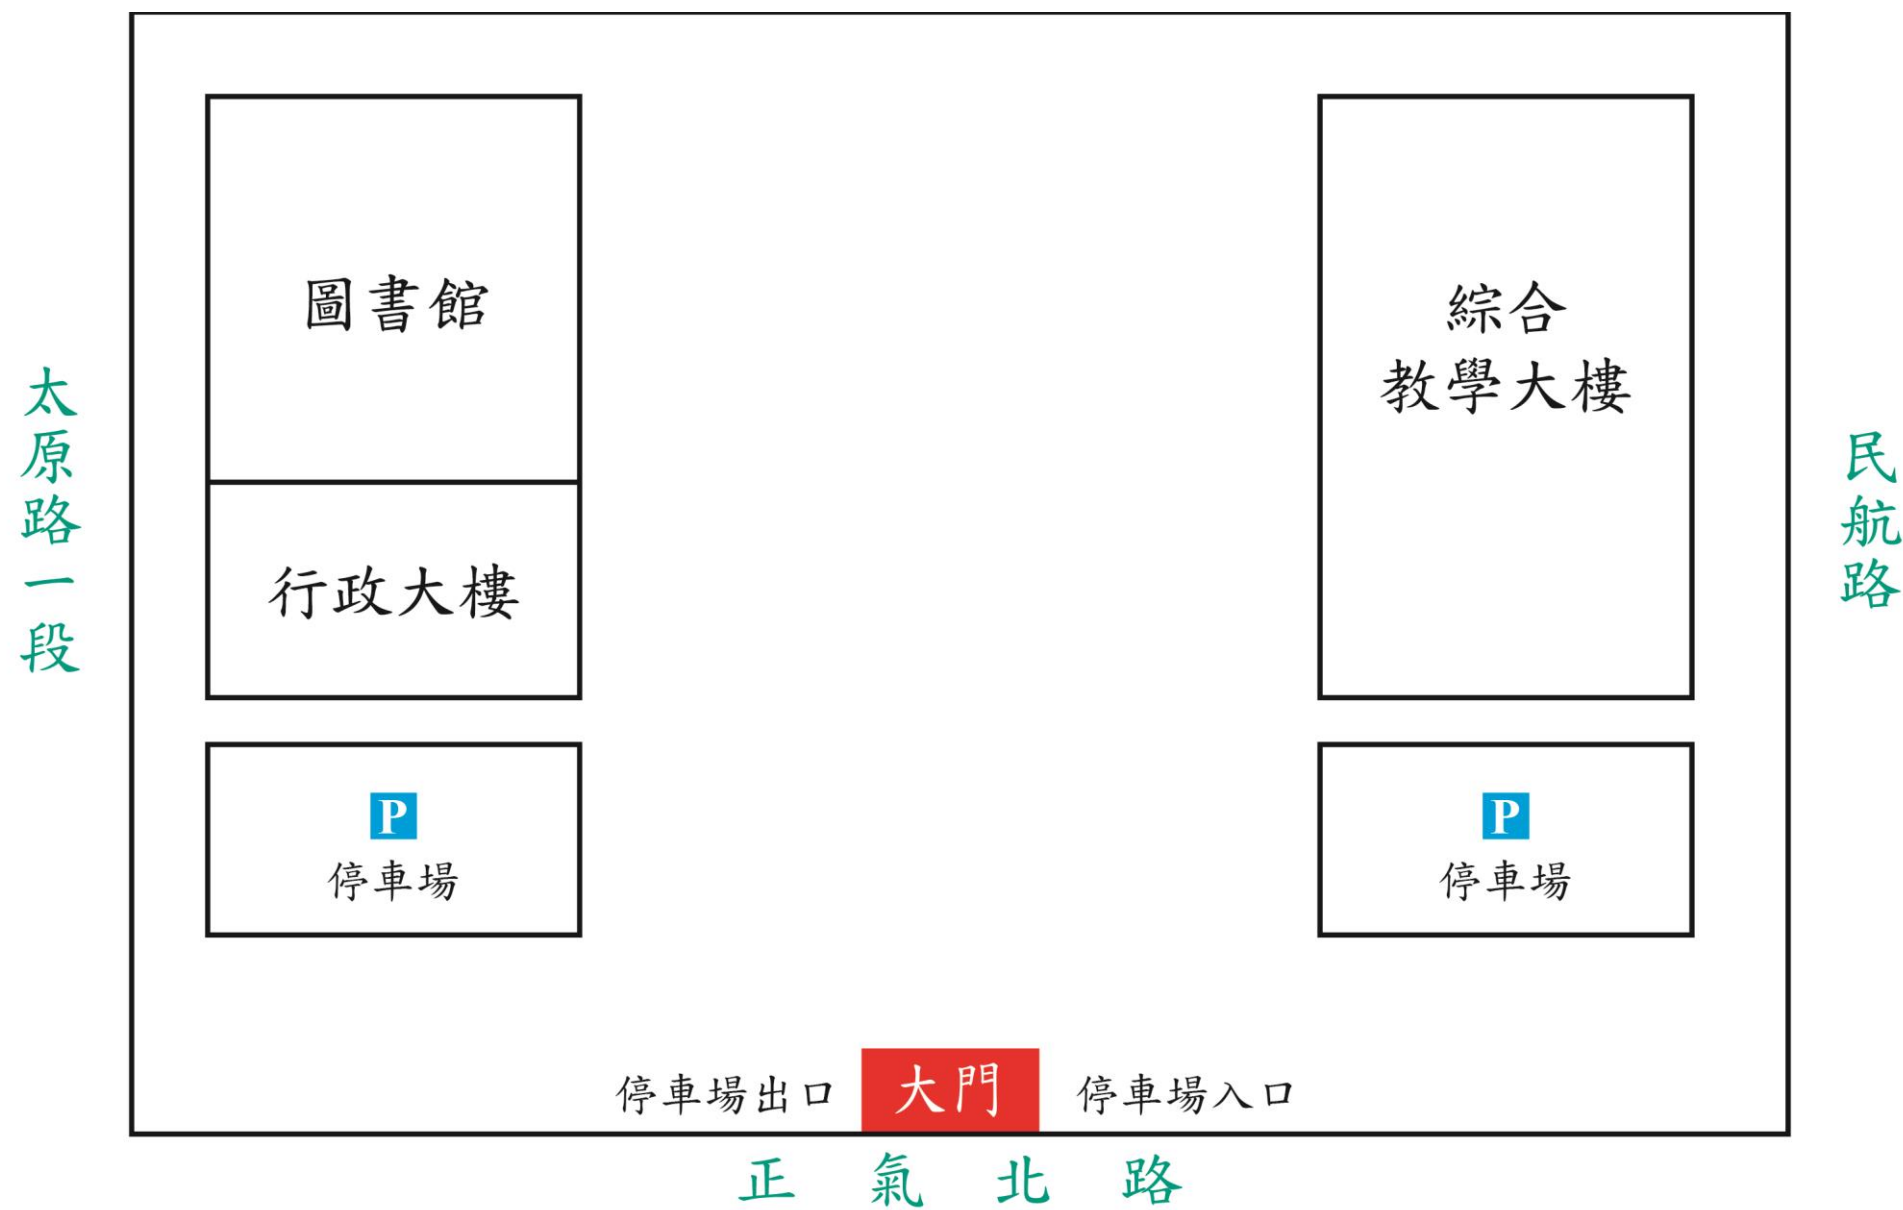 圖書館
綜合
教學大樓
太原路一段
民航路
行政大樓
P
停車場
P
停車場
停車場出口
大門
停車場入口
正氣北路